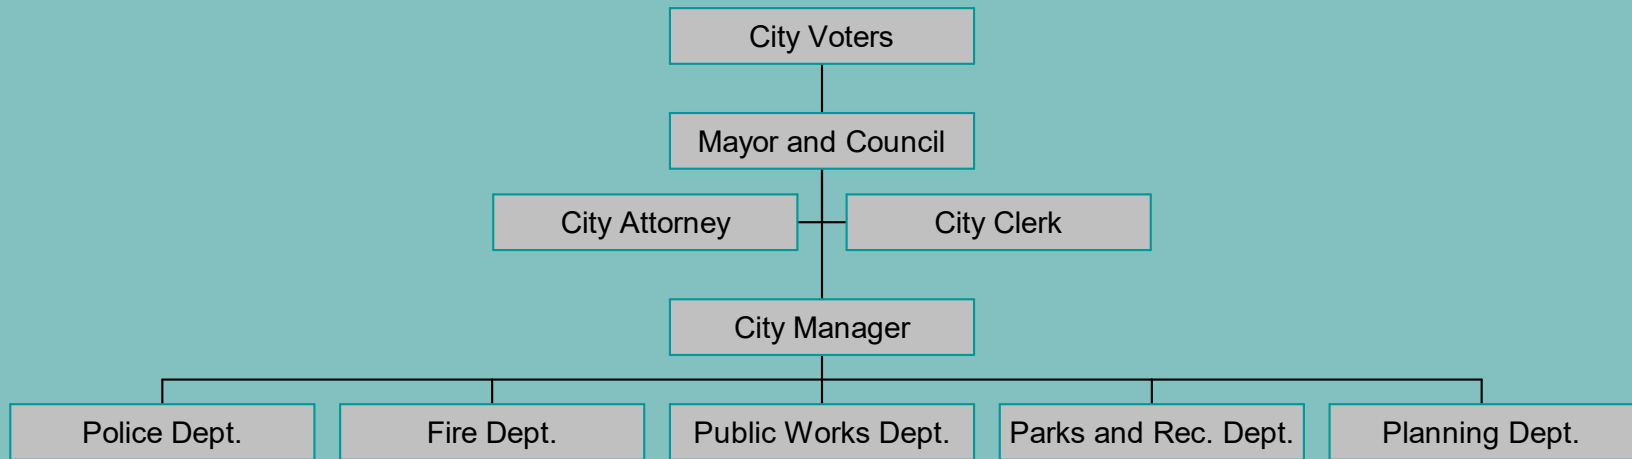 City Voters
Mayor and Council
City Attorney
City Clerk
City Manager
Police Dept.
Fire Dept.
Public Works Dept.
Parks and Rec. Dept.
Planning Dept.